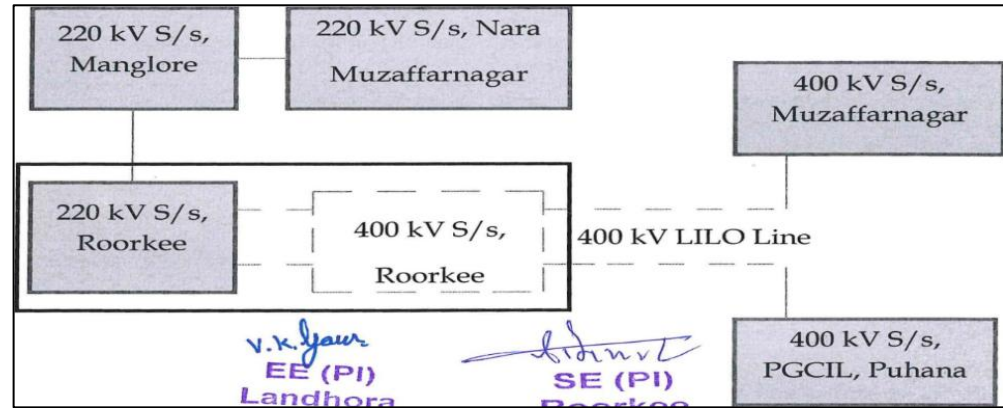 220 kV S/s,
Manglore
220 kV S/s, Nara
Muzaffarnagar
400 kV S/s,
Muzaffarnagar
220 kV S/s,
Roorkee
400 kV S/s,
Roorkee
400 kV LILO Line
400 kV S/s,
PGCIL, Puhana
V.K. Gaur
EE (PI)
Landhora
SE (PI)
Roorkee